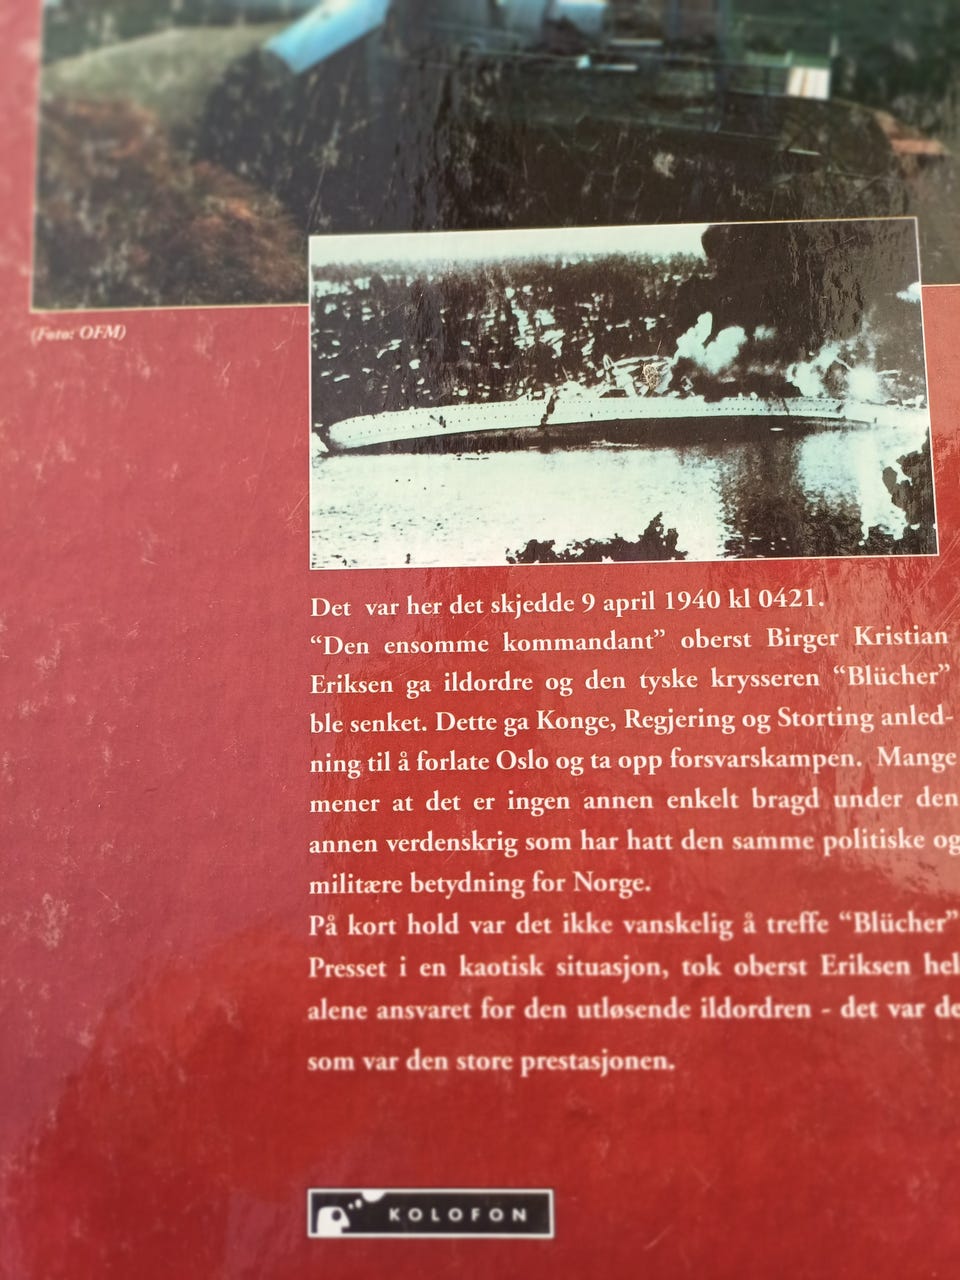 (Foto: OFM)
Det var her det skjedde 9 april 1940 kl 0421.
“Den ensomme kommandant” oberst Birger Kristian
Eriksen ga ildordre og den tyske krysseren “Blücher”
ble senket. Dette ga Konge, Regjering og Storting anled-
ning til å forlate Oslo og ta opp forsvarskampen. Mange
mener at det er ingen annen enkelt bragd under den
annen verdenskrig som har hatt den samme politiske og
militære betydning for Norge.
På kort hold var det ikke vanskelig å treffe “Blücher”
Presset i en kaotisk situasjon, tok oberst Eriksen hel
alene ansvaret for den utløsende ildordren - det var de
som var den store prestasjonen.
KOLOFON